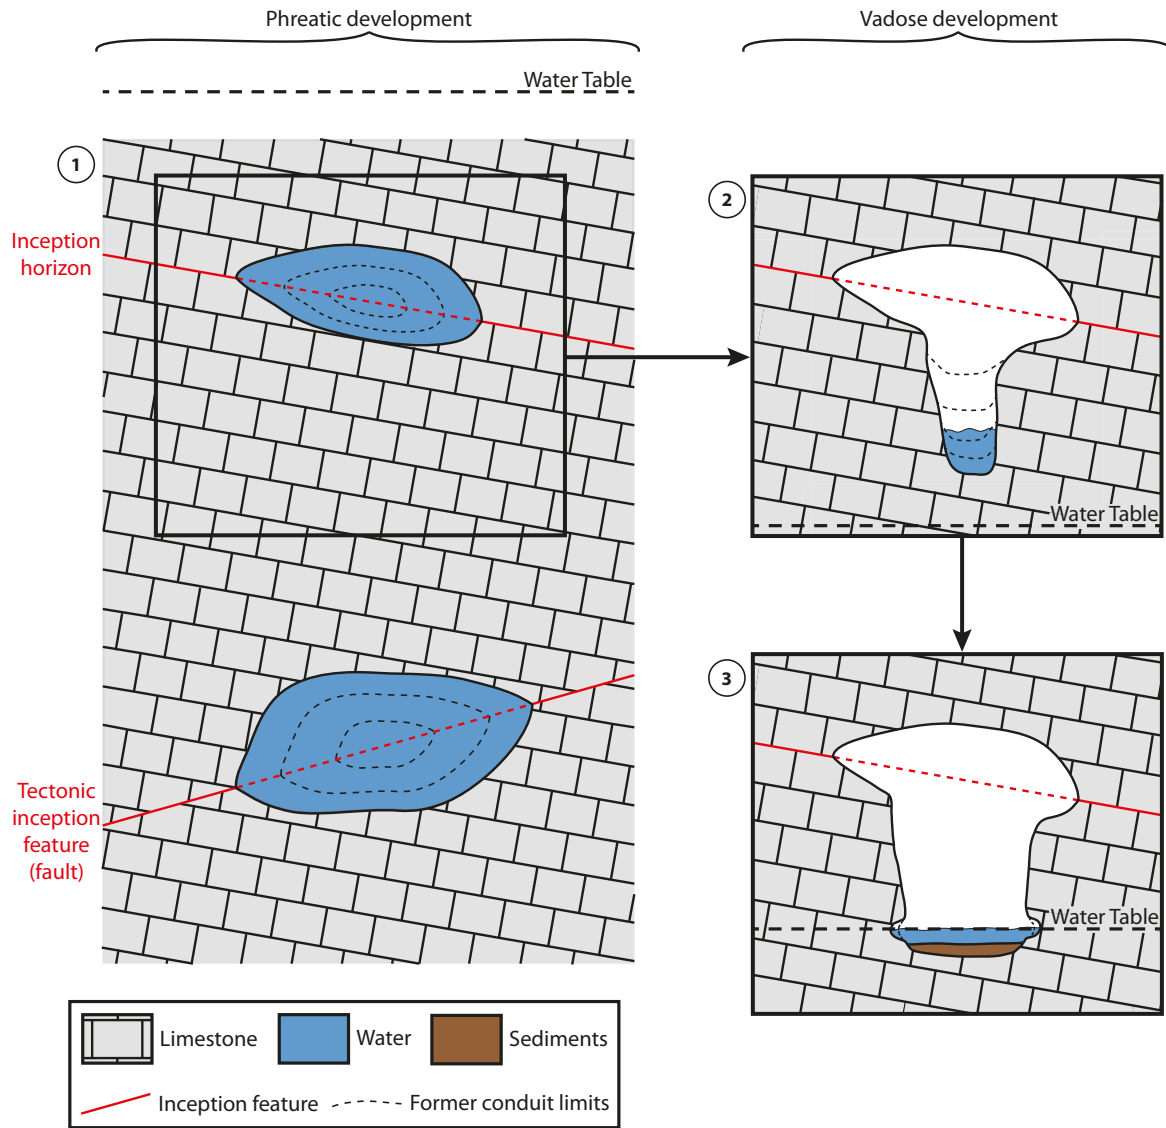 Phreatic development
Vadose development
Water Table
1
Inception
horizon
2
Water Table
Tectonic
inception
feature
(fault)
3
Water Table
Limestone
Water
Sediments
Inception feature
Former conduit limits